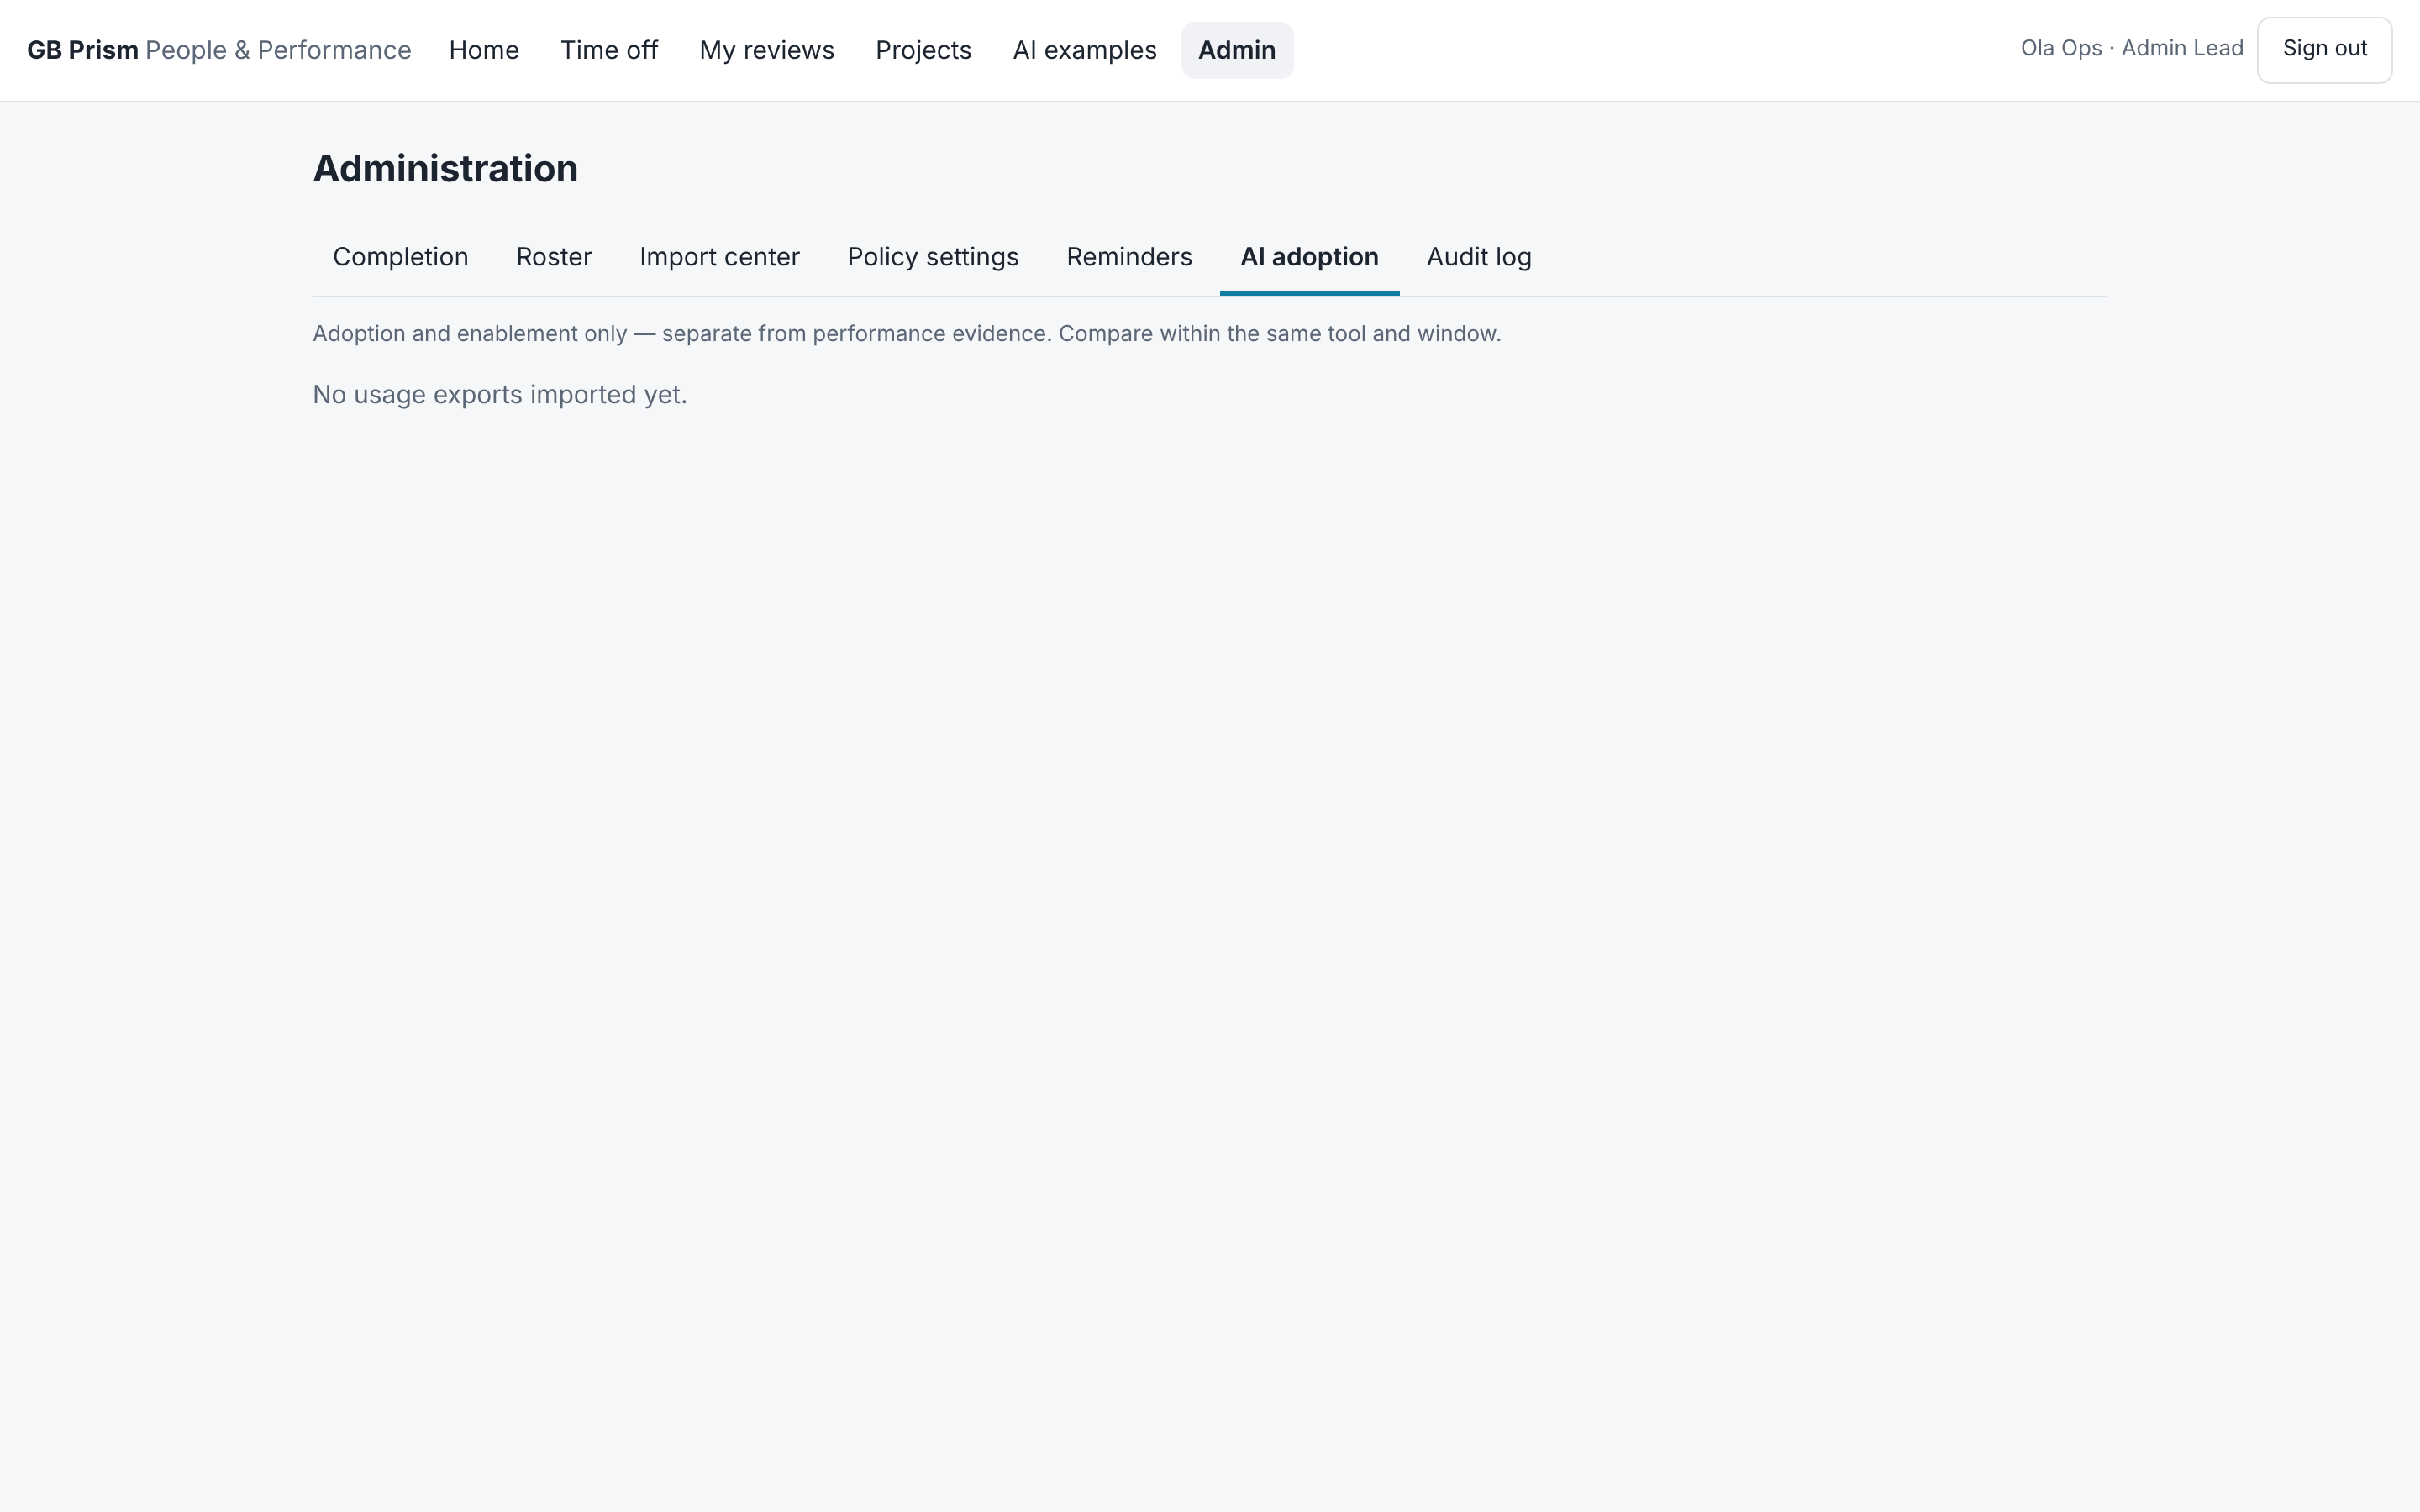 GB Prism People & Performance Home Time off My reviews Projects AI examples Admin Ola Ops · Admin Lead Sign out
Administration
Completion Roster Import center Policy settings Reminders AI adoption Audit log
Adoption and enablement only — separate from performance evidence. Compare within the same tool and window.
No usage exports imported yet.